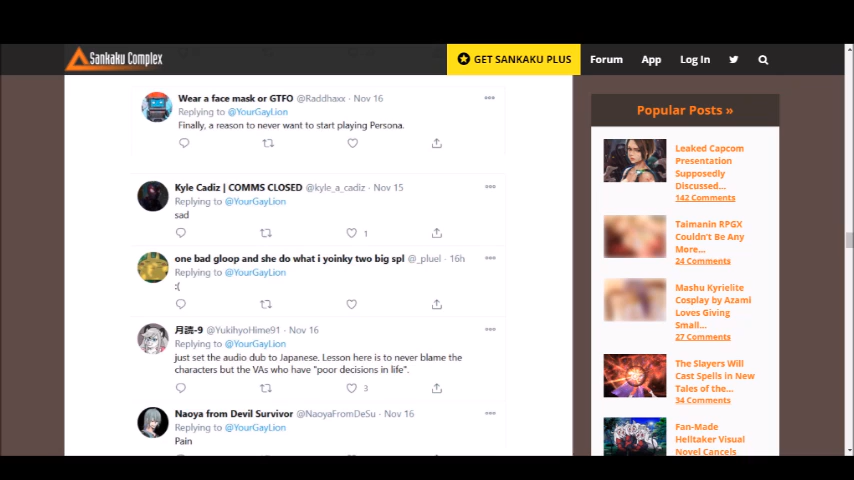 Sankaku Complex
GET SANKAKU PLUS
Forum
App
Log In
Wear a face mask or GTFO @Raddhaxx · Nov 16
Replying to @YourGayLion
Finally, a reason to never want to start playing Persona.
Kyle Cadiz | COMMS CLOSED @kyle_a_cadiz · Nov 15
Replying to @YourGayLion
sad
1
one bad gloop and she do what i yoinky two big spl @_pluel · 16h
Replying to @YourGayLion
:(
月読-9 @YukihyoHime91 · Nov 16
Replying to @YourGayLion
just set the audio dub to Japanese. Lesson here is to never blame the
characters but the VAs who have "poor decisions in life".
3
Naoya from Devil Survivor @NaoyaFromDeSu · Nov 16
Replying to @YourGayLion
Pain
Popular Posts »
Leaked Capcom
Presentation
Supposedly
Discussed...
142 Comments
Taimanin RPGX
Couldn't Be Any
More...
24 Comments
Mashu Kyrielite
Cosplay by Azami
Loves Giving
Small...
27 Comments
The Slayers Will
Cast Spells in New
Tales of the...
34 Comments
Fan-Made
Helltaker Visual
Novel Cancels